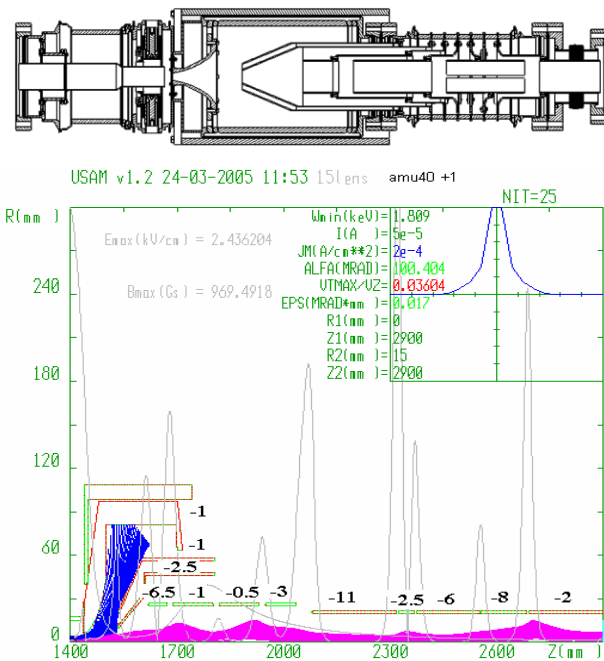 USAM v1.2 24-03-2005 11:53 15lens amu40 +1
NIT=25
R(mm )
Emax(kV/cm) = 2.436204
Bmax(Gs) = 969.4918
Wmin(keV)= 1.809
I(A )= 5e-5
JM(A/cm**2)= 2e-4
ALFA(MRAD)= 100.404
VTMAX/VZ= 0.03604
EPS(MRAD*mm )= 0.017
R1(mm )= 0
Z1(mm )= 2900
R2(mm )= 15
Z2(mm )= 2900
240
180
120
60
0
-1
-1
-2.5
-6.5 -1 -0.5 -3 -11 -2.5 -6 -8 -2
1400 1700 2000 2300 2600 Z(mm )